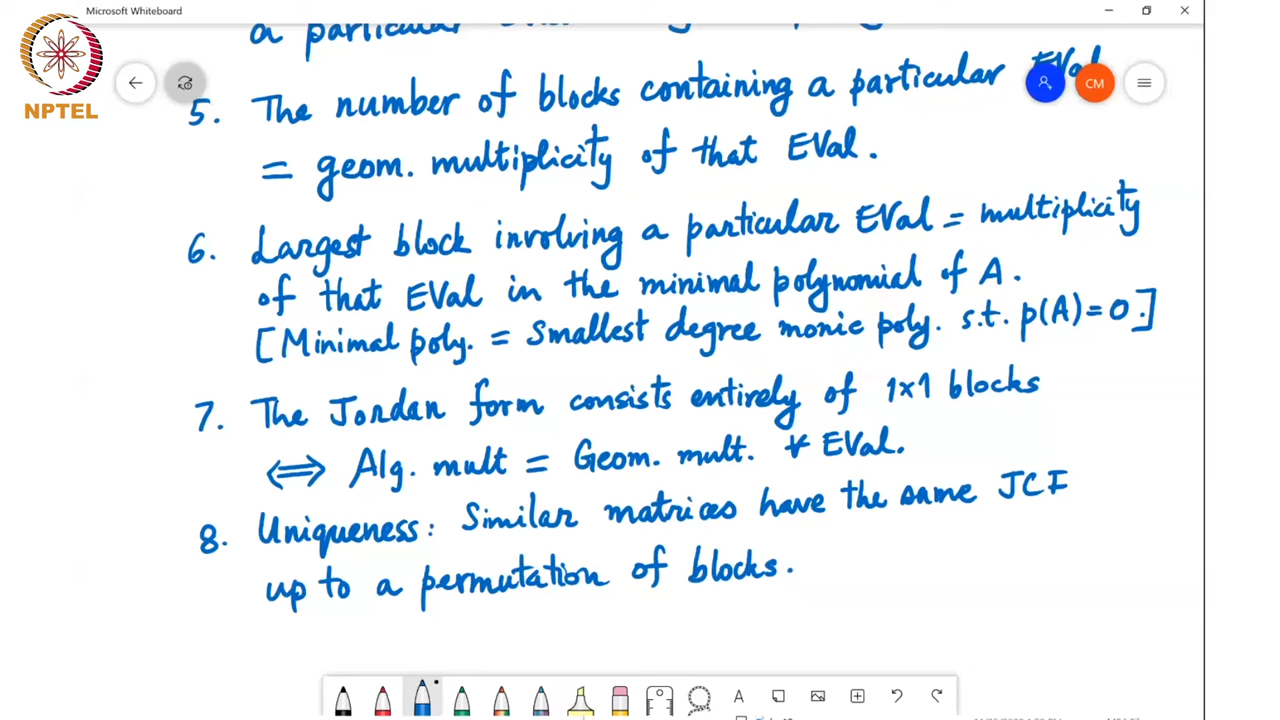 Microsoft Whiteboard
NPTEL
CM
a particular
5. The number of blocks containing a particular EVal
= geom. multiplicity of that EVal.
6. Largest block involving a particular EVal = multiplicity
of that EVal in the minimal polynomial of A.
[Minimal poly. = Smallest degree monic poly. s.t. p(A)=0.]
7. The Jordan form consists entirely of 1×1 blocks
⟺ Alg. mult = Geom. mult. ∀ EVal.
8. Uniqueness: Similar matrices have the same JCF
up to a permutation of blocks.
A